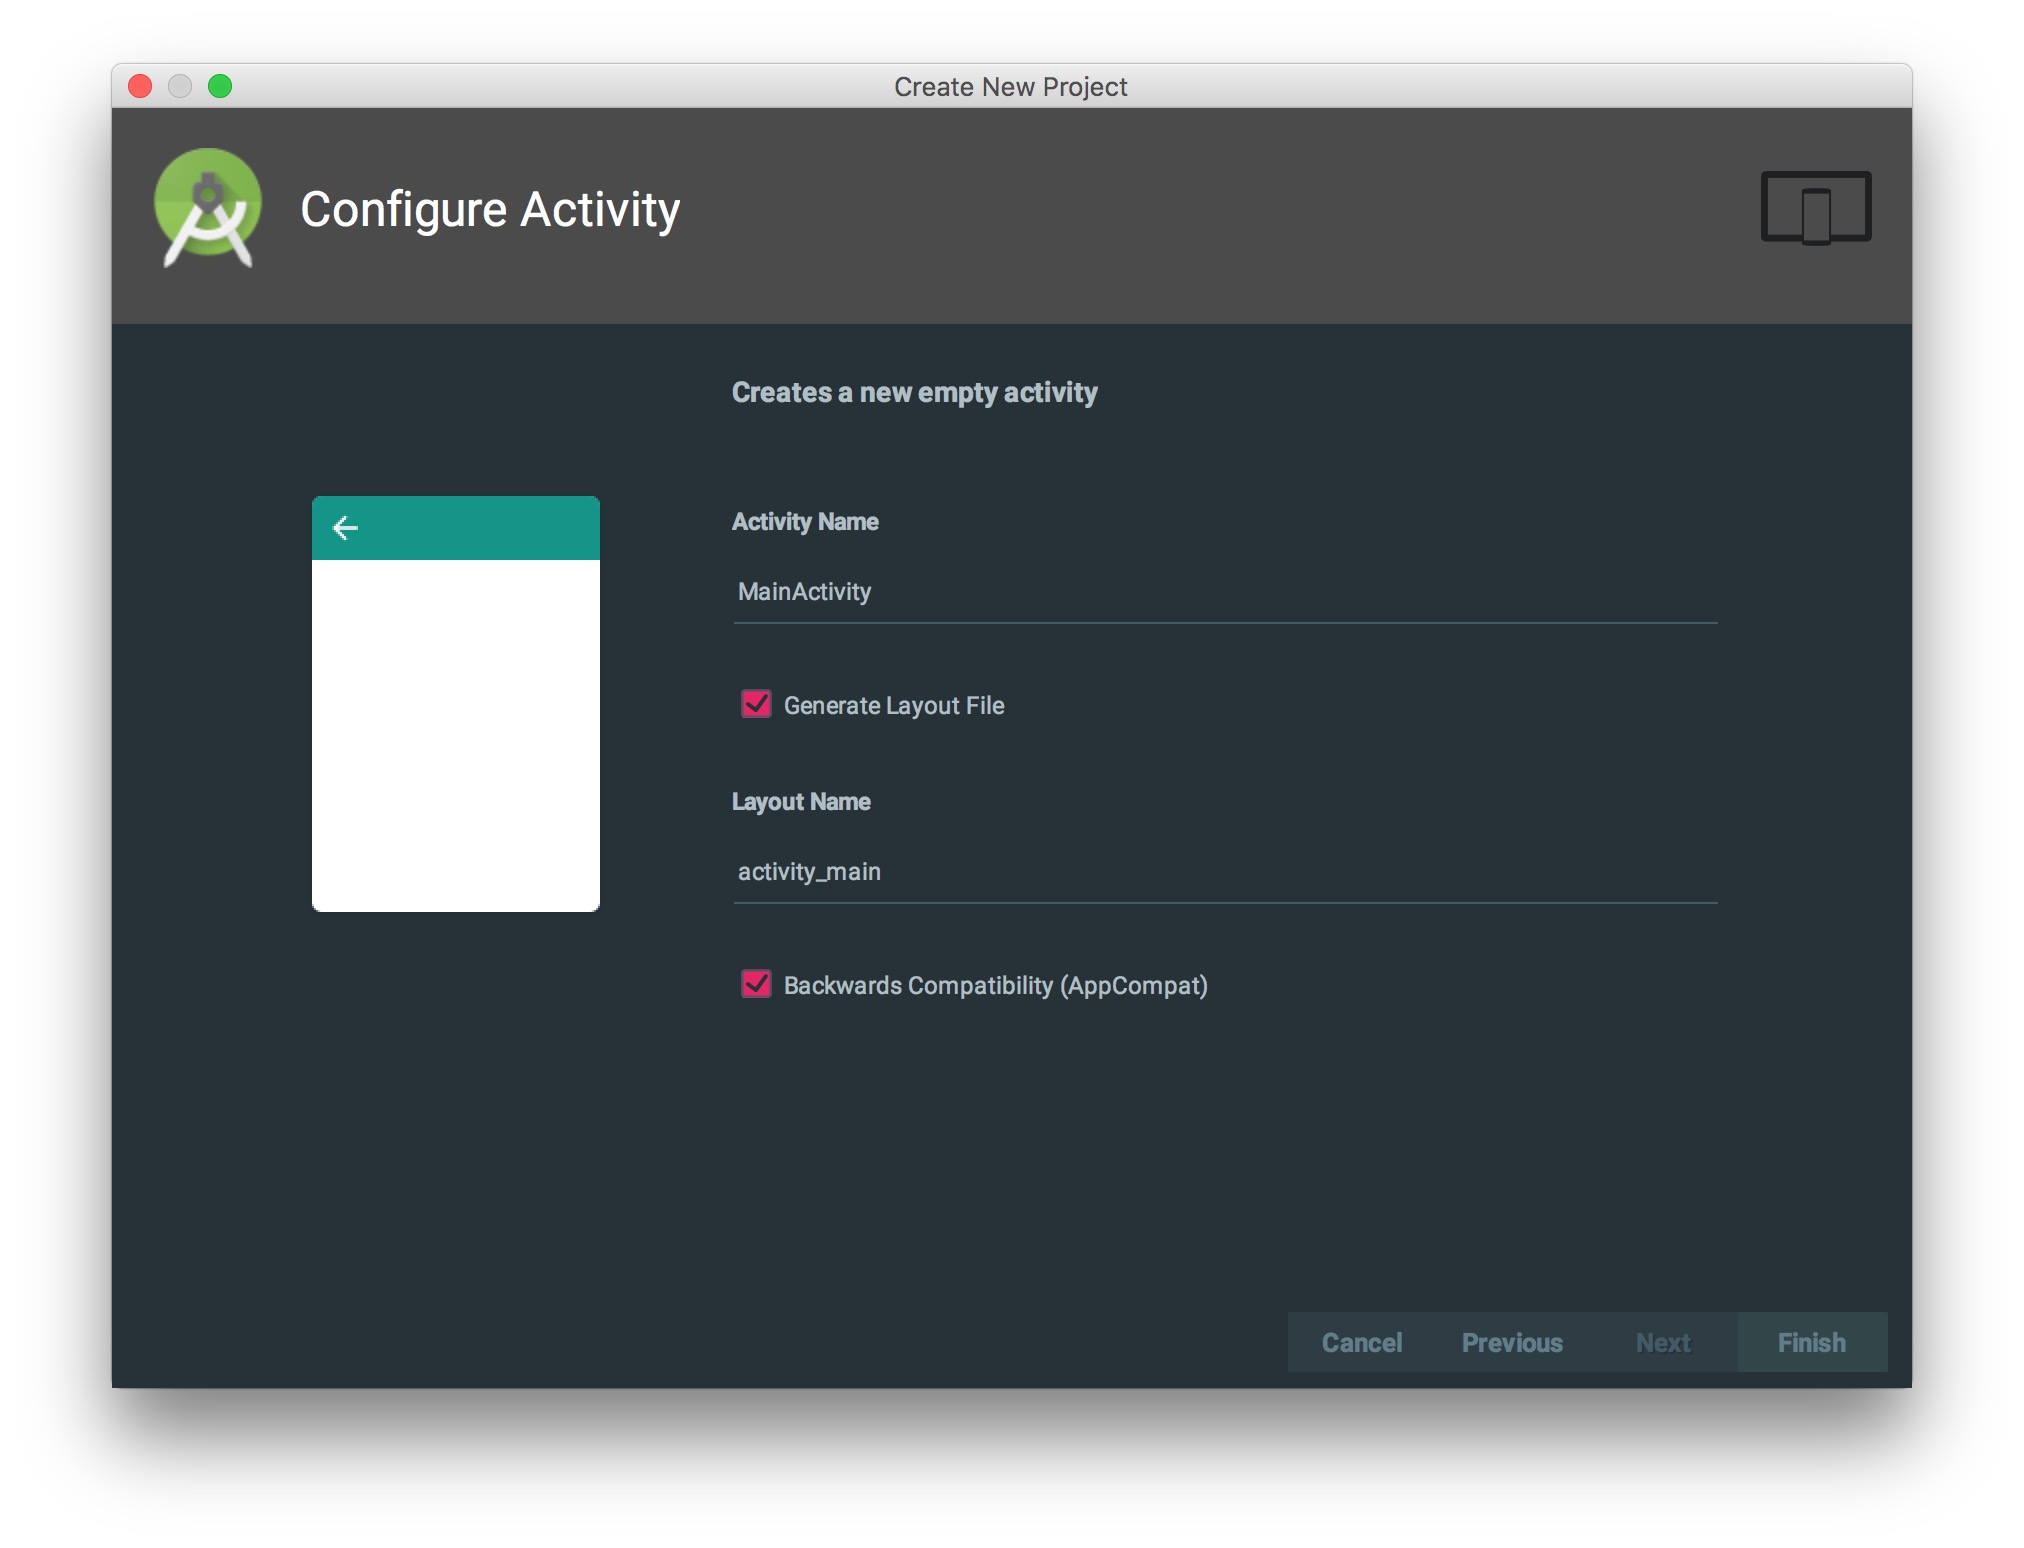 Create New Project
Configure Activity
Creates a new empty activity
Activity Name
MainActivity
Generate Layout File
Layout Name
activity_main
Backwards Compatibility (AppCompat)
Cancel Previous Next Finish